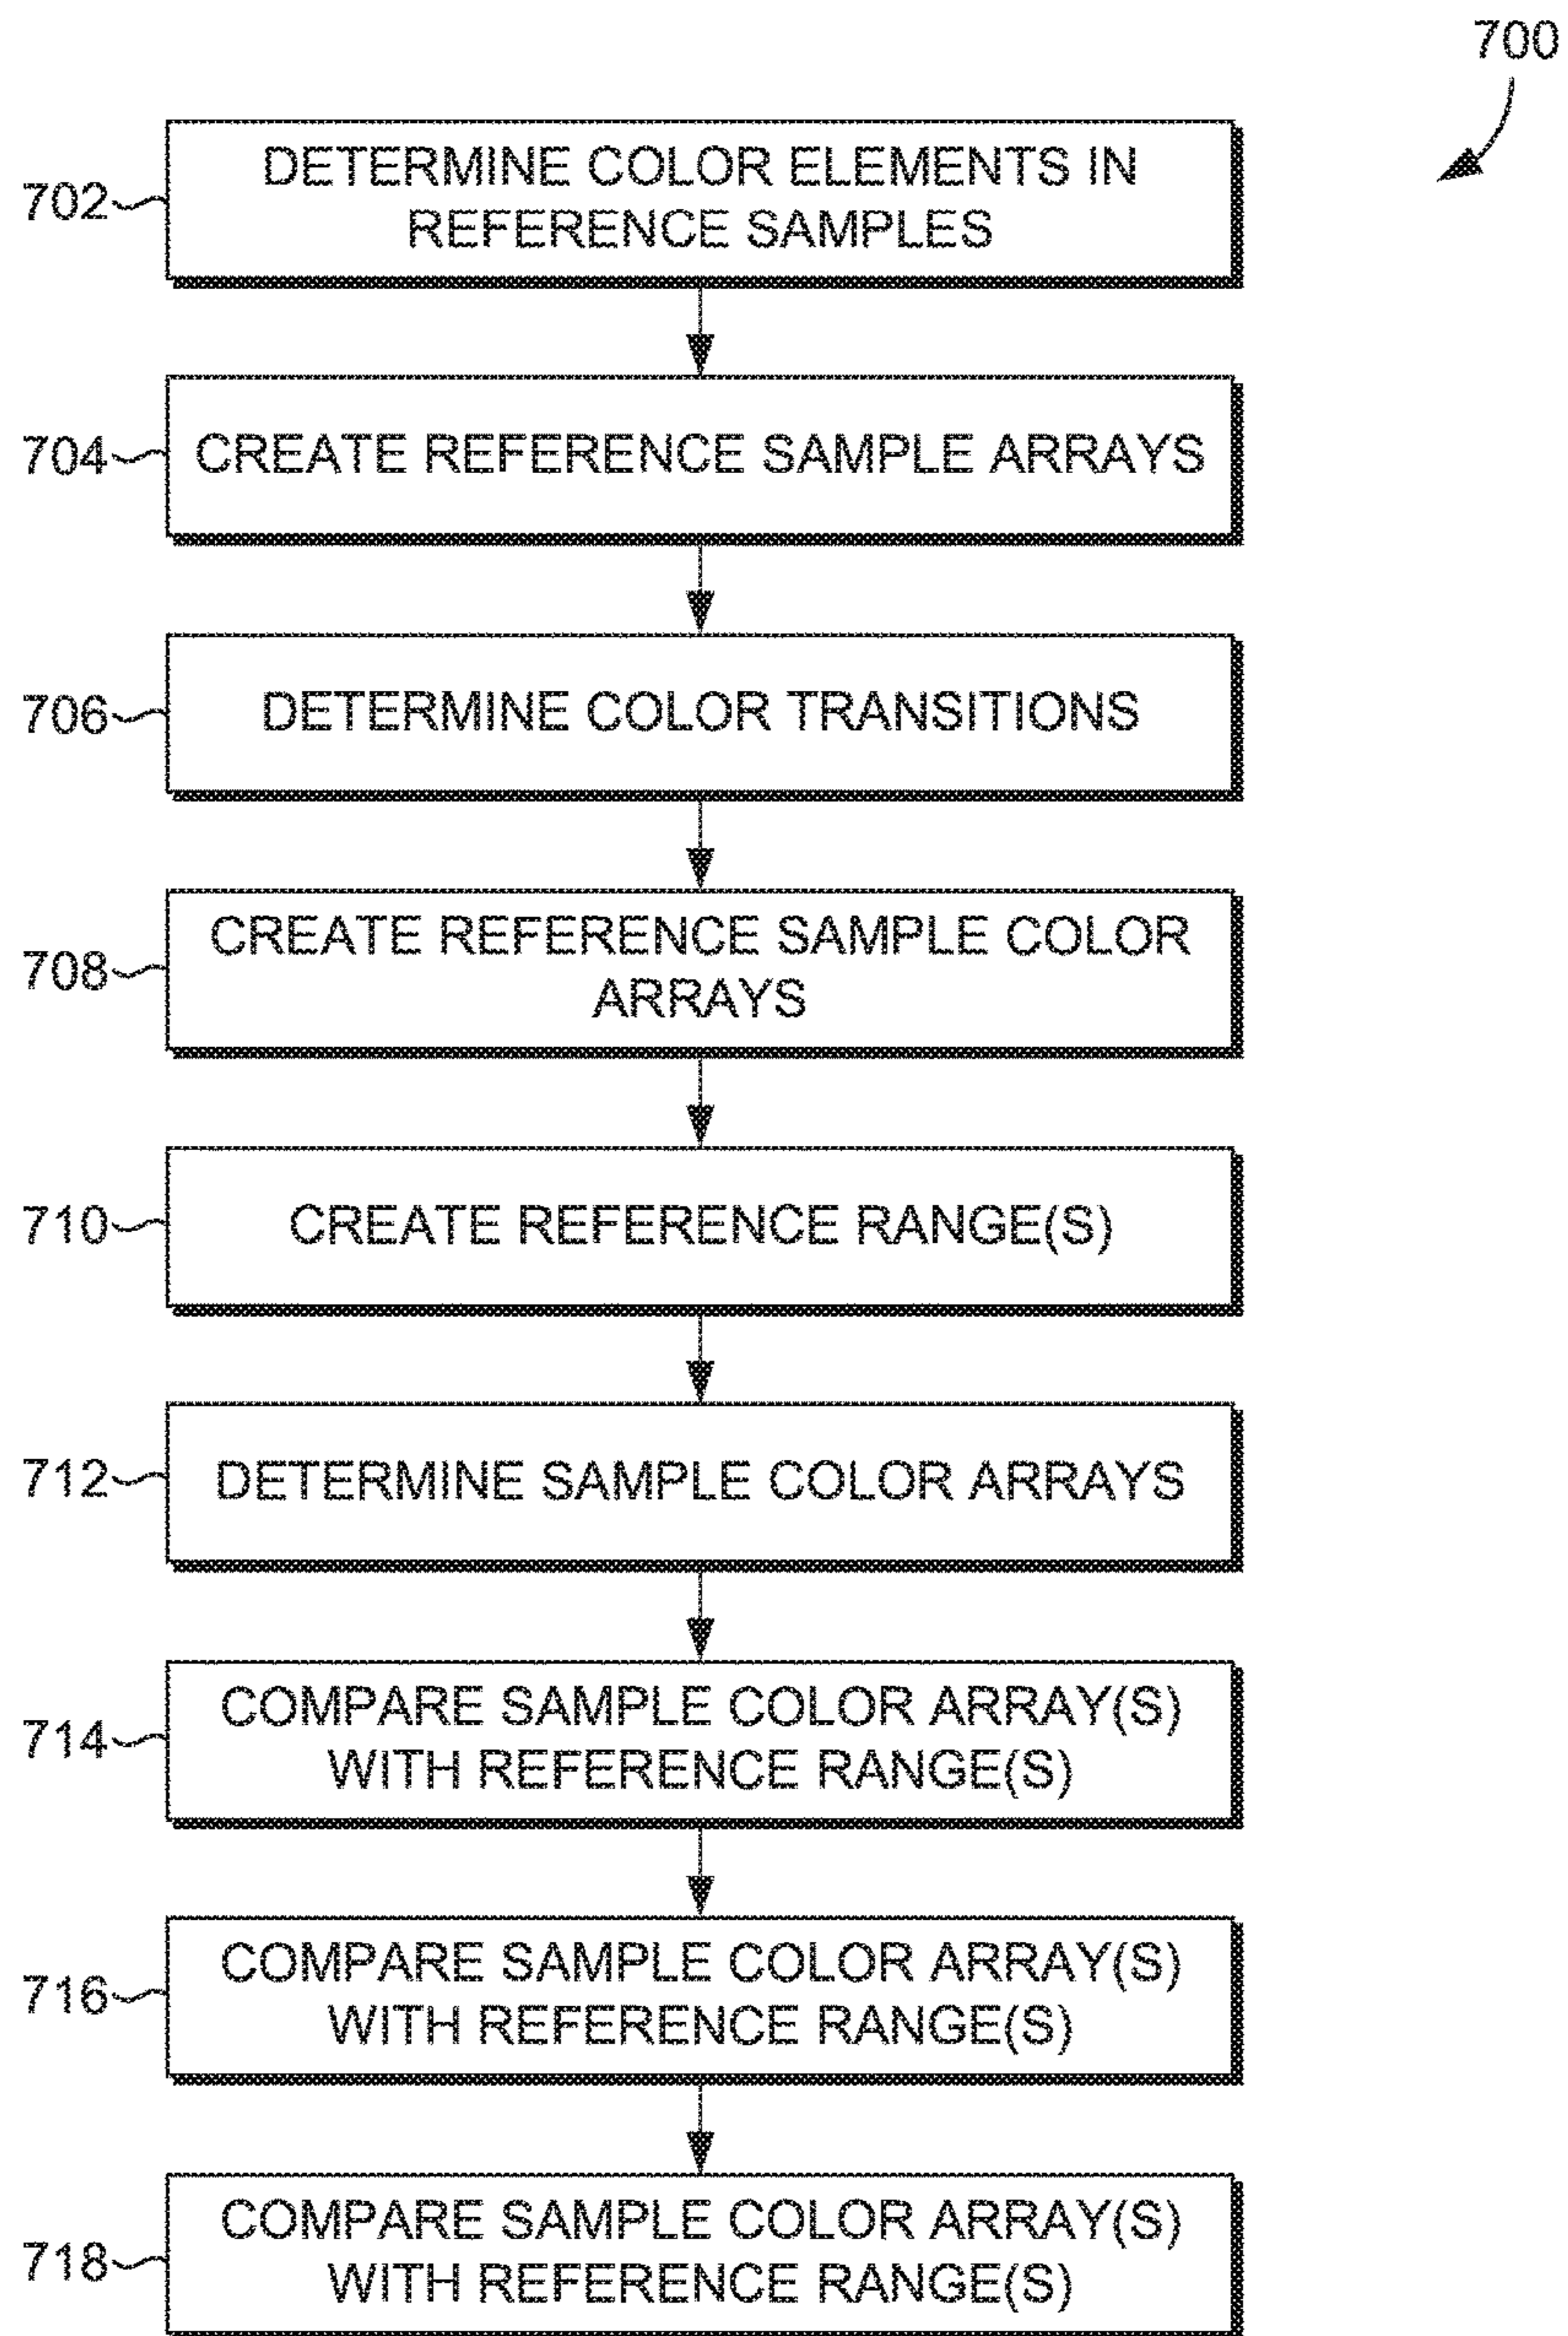 700
702
DETERMINE COLOR ELEMENTS IN
REFERENCE SAMPLES
704
CREATE REFERENCE SAMPLE ARRAYS
706
DETERMINE COLOR TRANSITIONS
708
CREATE REFERENCE SAMPLE COLOR
ARRAYS
710
CREATE REFERENCE RANGE(S)
712
DETERMINE SAMPLE COLOR ARRAYS
714
COMPARE SAMPLE COLOR ARRAY(S)
WITH REFERENCE RANGE(S)
716
COMPARE SAMPLE COLOR ARRAY(S)
WITH REFERENCE RANGE(S)
718
COMPARE SAMPLE COLOR ARRAY(S)
WITH REFERENCE RANGE(S)